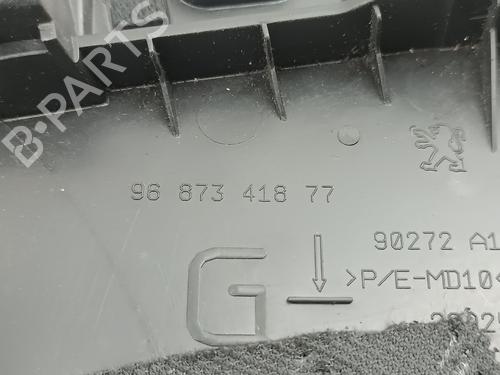 B-PARTS
96 873 418 77
90272 A1
>P/E-MD10<
G